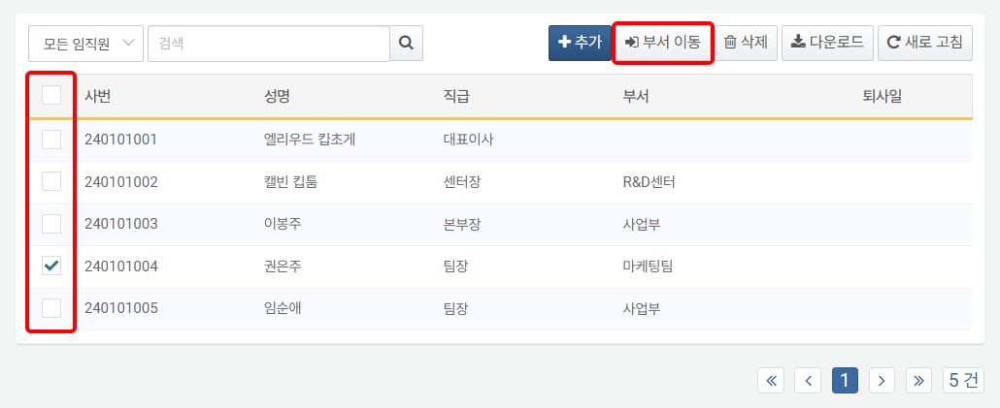 모든 임직원 검색 추가 부서 이동 삭제 다운로드 새로 고침
사번 성명 직급 부서 퇴사일
240101001 엘리우드 캅초게 대표이사
240101002 캘빈 킵툼 센터장 R&D센터
240101003 이봉주 본부장 사업부
240101004 권은주 팀장 마케팅팀
240101005 임순애 팀장 사업부
« ‹ 1 › » 5 건